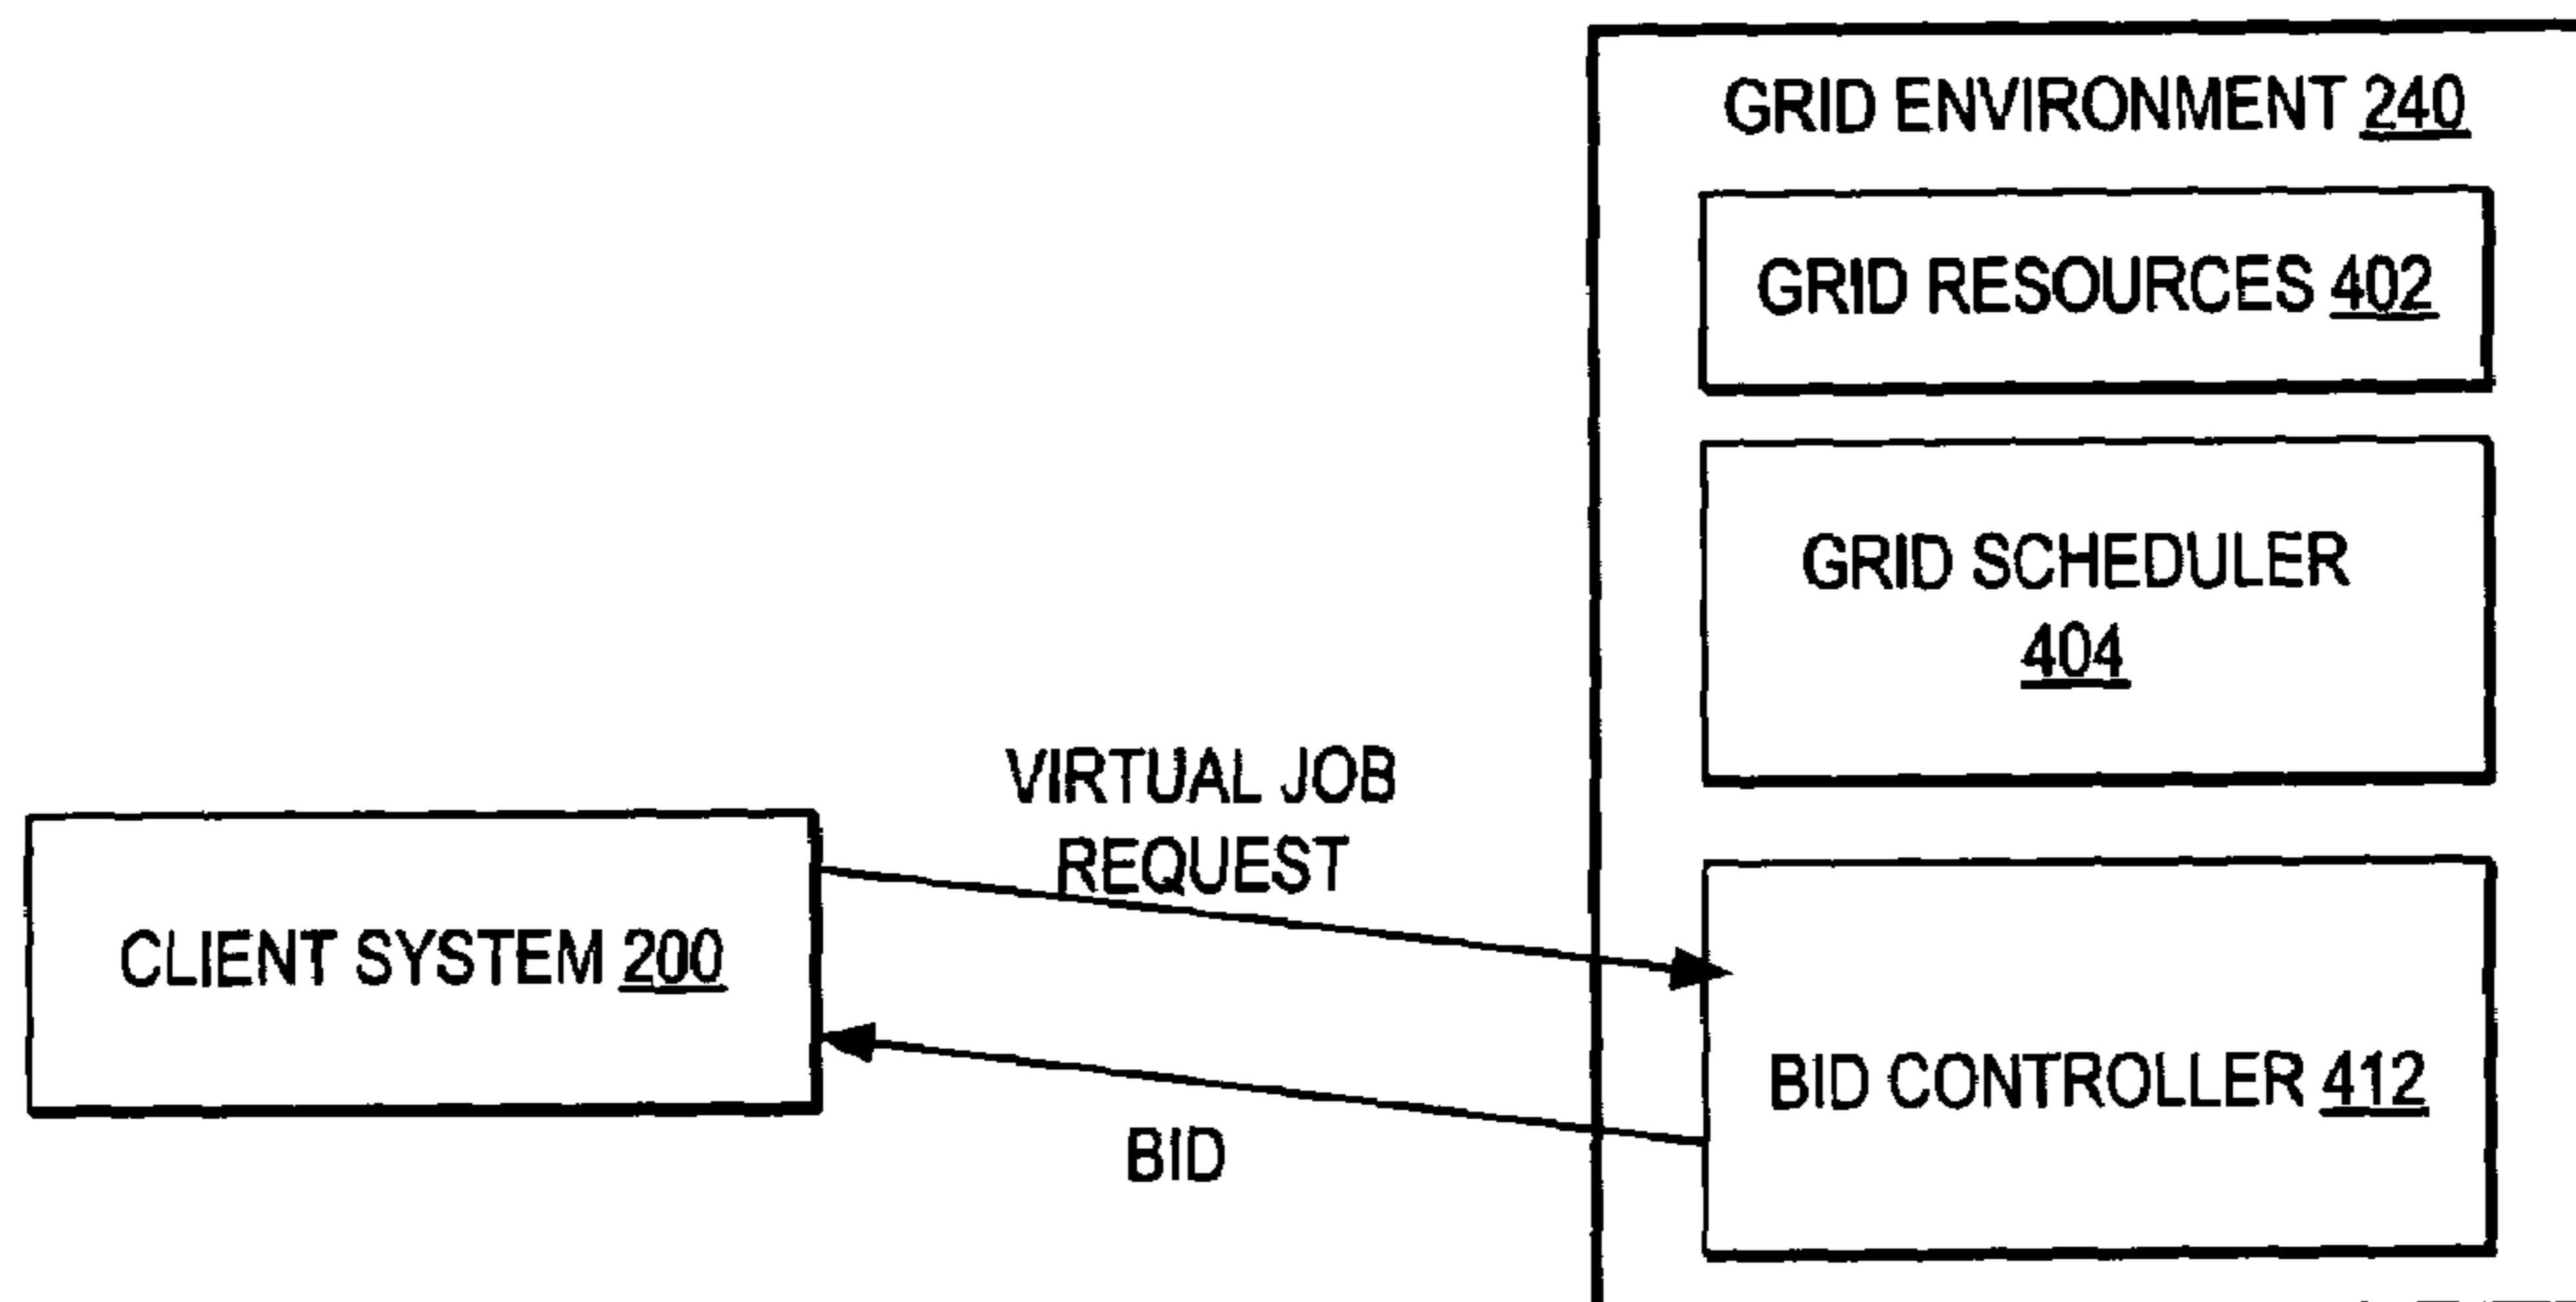 GRID ENVIRONMENT 240
GRID RESOURCES 402
GRID SCHEDULER
404
VIRTUAL JOB
REQUEST
CLIENT SYSTEM 200
BID CONTROLLER 412
BID